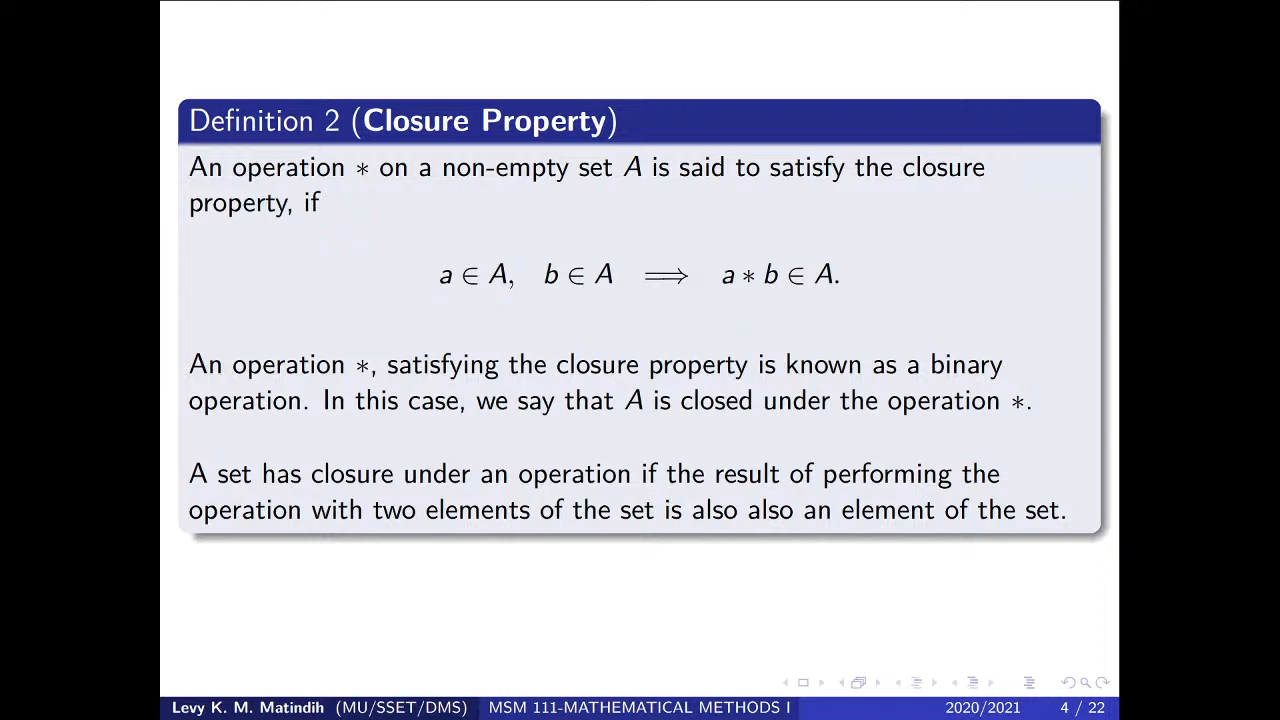 Definition 2 (Closure Property)
An operation ∗ on a non-empty set A is said to satisfy the closure
property, if
a ∈ A, b ∈ A ⟹ a ∗ b ∈ A.
An operation ∗, satisfying the closure property is known as a binary
operation. In this case, we say that A is closed under the operation ∗.
A set has closure under an operation if the result of performing the
operation with two elements of the set is also also an element of the set.
Levy K. M. Matindih (MU/SSET/DMS) MSM 111-MATHEMATICAL METHODS I 2020/2021 4 / 22